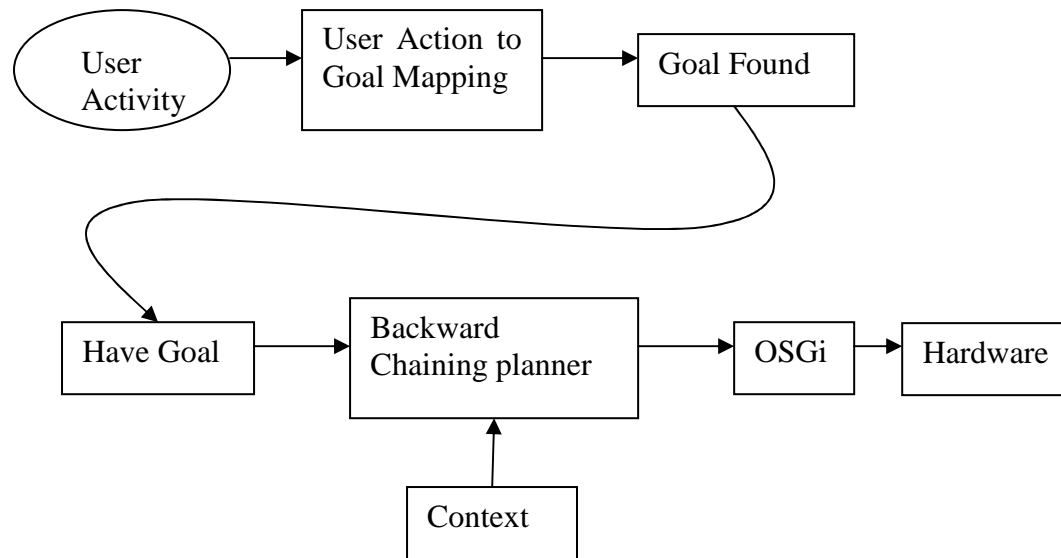 User
Activity
User Action to
Goal Mapping
Goal Found
Have Goal
Backward
Chaining planner
OSGi
Hardware
Context